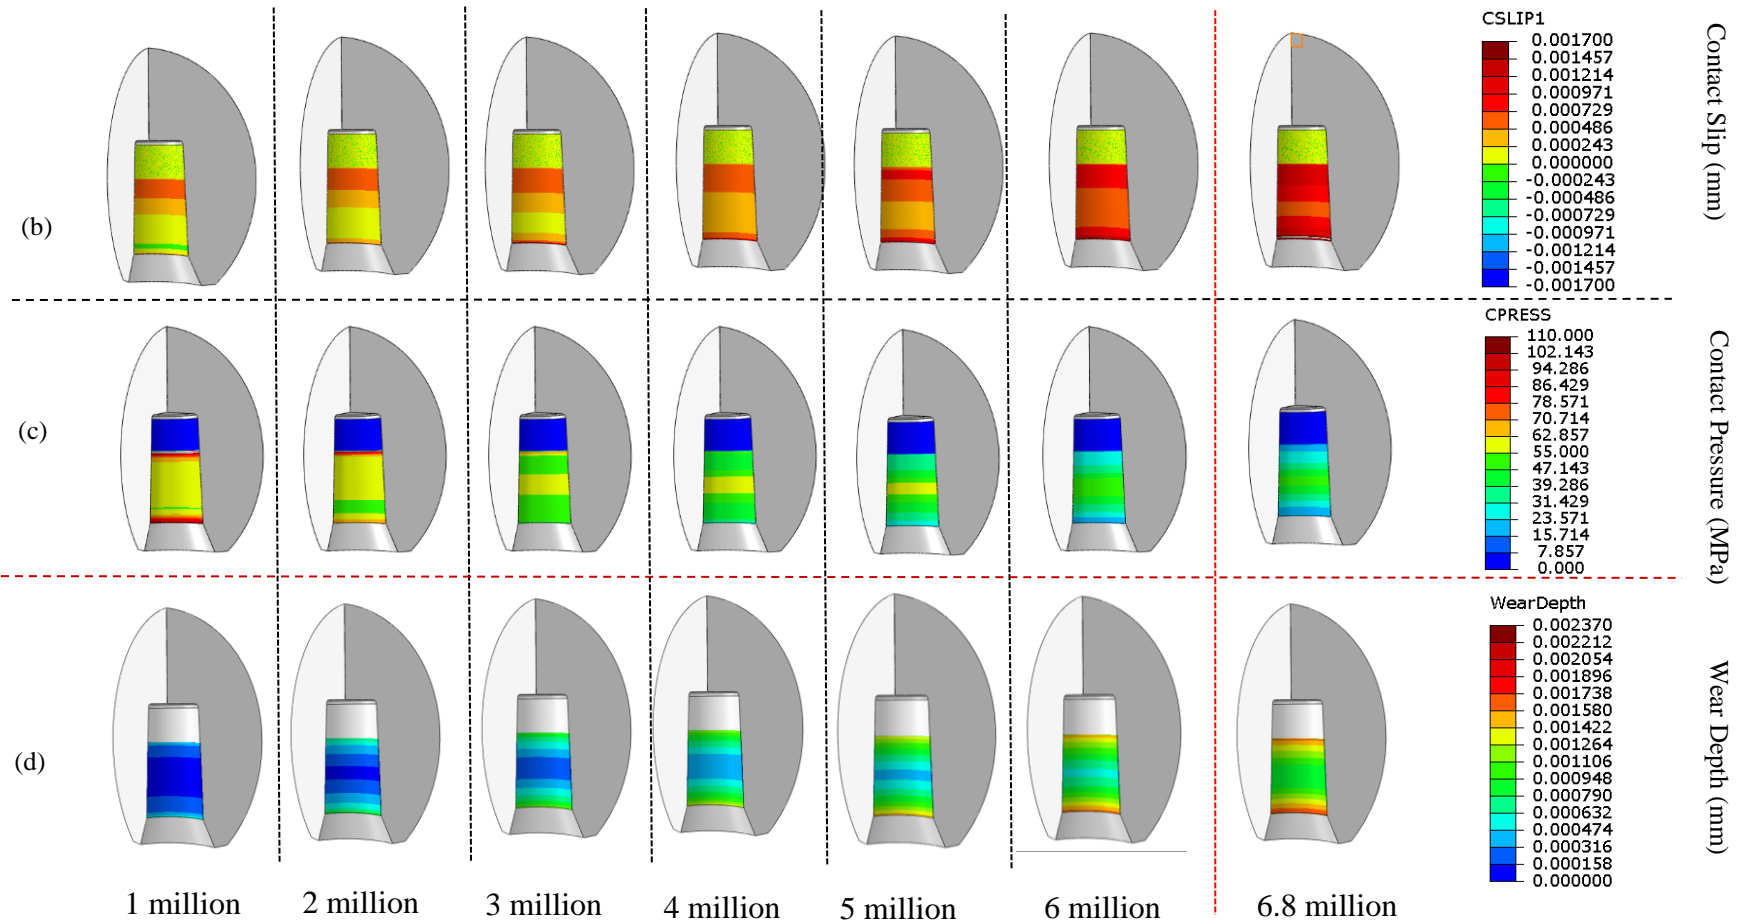 CSLIP1
0.001700
0.001457
0.001214
0.000971
0.000729
0.000486
0.000243
0.000000
-0.000243
-0.000486
-0.000729
-0.000971
-0.001214
-0.001457
-0.001700
Contact Slip (mm)
(b)
CPRESS
110.000
102.143
94.286
86.429
78.571
70.714
62.857
55.000
47.143
39.286
31.429
23.571
15.714
7.857
0.000
Contact Pressure (MPa)
(c)
WearDepth
0.002370
0.002212
0.002054
0.001896
0.001738
0.001580
0.001422
0.001264
0.001106
0.000948
0.000790
0.000632
0.000474
0.000316
0.000158
0.000000
Wear Depth (mm)
(d)
1 million
2 million
3 million
4 million
5 million
6 million
6.8 million